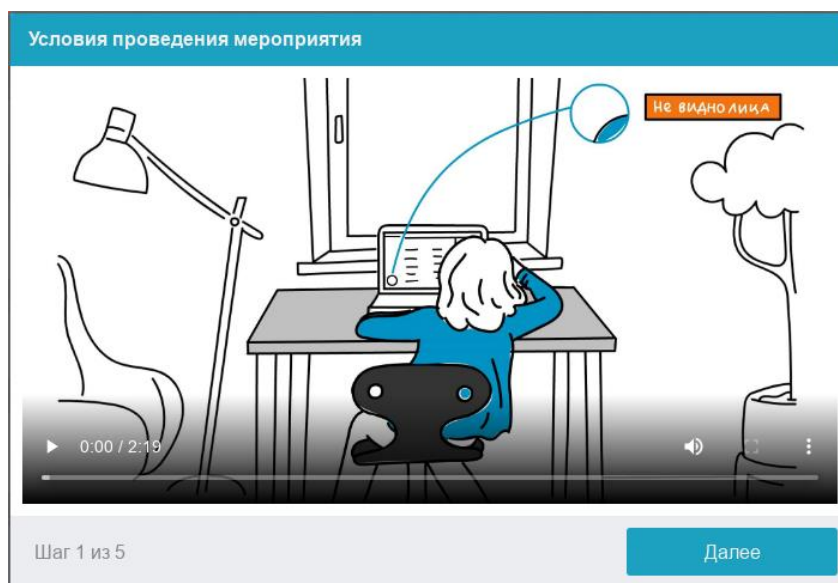 Условия проведения мероприятия
Не видно лица
0:00 / 2:19
Шаг 1 из 5
Далее